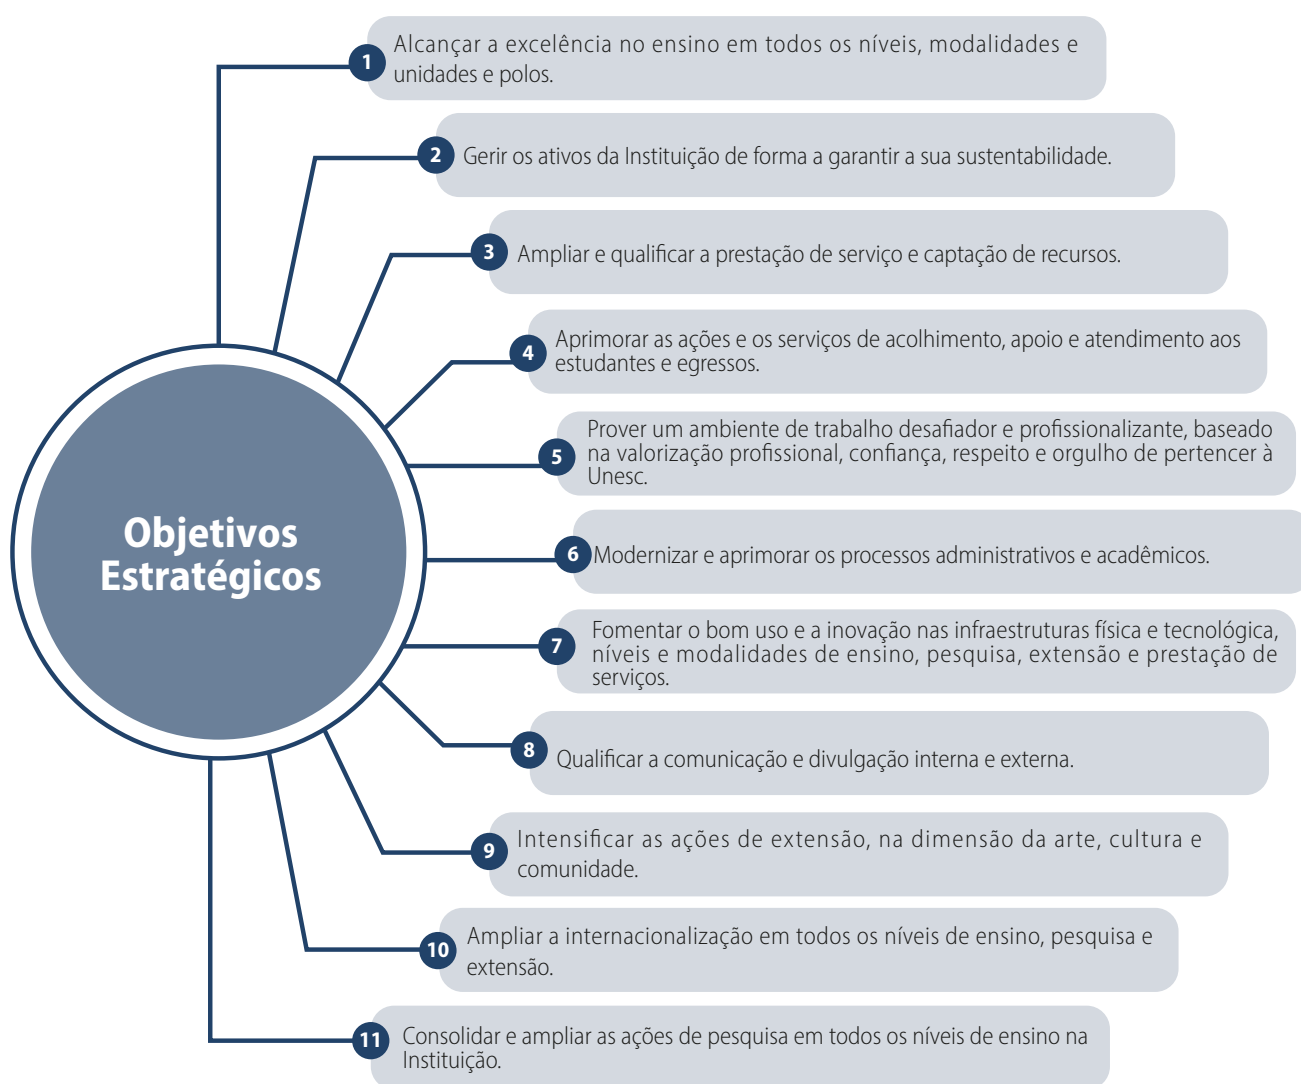 1
Alcançar a excelência no ensino em todos os níveis, modalidades e
unidades e polos.
2
Gerir os ativos da Instituição de forma a garantir a sua sustentabilidade.
3
Ampliar e qualificar a prestação de serviço e captação de recursos.
4
Aprimorar as ações e os serviços de acolhimento, apoio e atendimento aos
estudantes e egressos.
5
Prover um ambiente de trabalho desafiador e profissionalizante, baseado
na valorização profissional, confiança, respeito e orgulho de pertencer à
Unesc.
Objetivos
Estratégicos
6
Modernizar e aprimorar os processos administrativos e acadêmicos.
7
Fomentar o bom uso e a inovação nas infraestruturas física e tecnológica,
níveis e modalidades de ensino, pesquisa, extensão e prestação de
serviços.
8
Qualificar a comunicação e divulgação interna e externa.
9
Intensificar as ações de extensão, na dimensão da arte, cultura e
comunidade.
10
Ampliar a internacionalização em todos os níveis de ensino, pesquisa e
extensão.
11
Consolidar e ampliar as ações de pesquisa em todos os níveis de ensino na
Instituição.